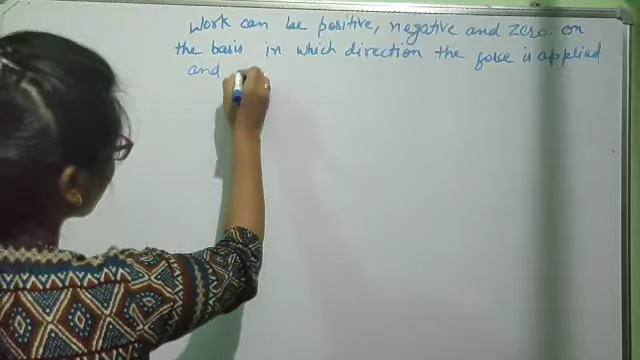 Work can be positive, negative and zero. on
the basis in which direction the force is applied
and